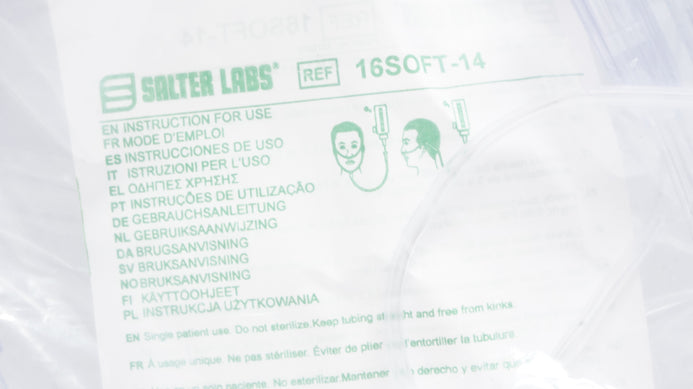 SALTER LABS® REF 16SOFT-14
EN INSTRUCTION FOR USE
FR MODE D'EMPLOI
ES INSTRUCCIONES DE USO
IT ISTRUZIONI PER L'USO
EL ΟΔΗΓΙΕΣ ΧΡΗΣΗΣ
PT INSTRUÇÕES DE UTILIZAÇÃO
DE GEBRAUCHSANLEITUNG
NL GEBRUIKSAANWIJZING
DA BRUGSANVISNING
SV BRUKSANVISNING
NO BRUKSANVISNING
FI KÄYTTOOHJEET
PL INSTRUKCJA UŻYTKOWANIA
EN Single patient use. Do not sterilize. Keep tubing and free from kinks.
FR À usage unique. Ne pas stériliser. Éviter de plier d'entortiller la tubulure.
solo paciente. No esterilizar. Mantener derecho y evitar que